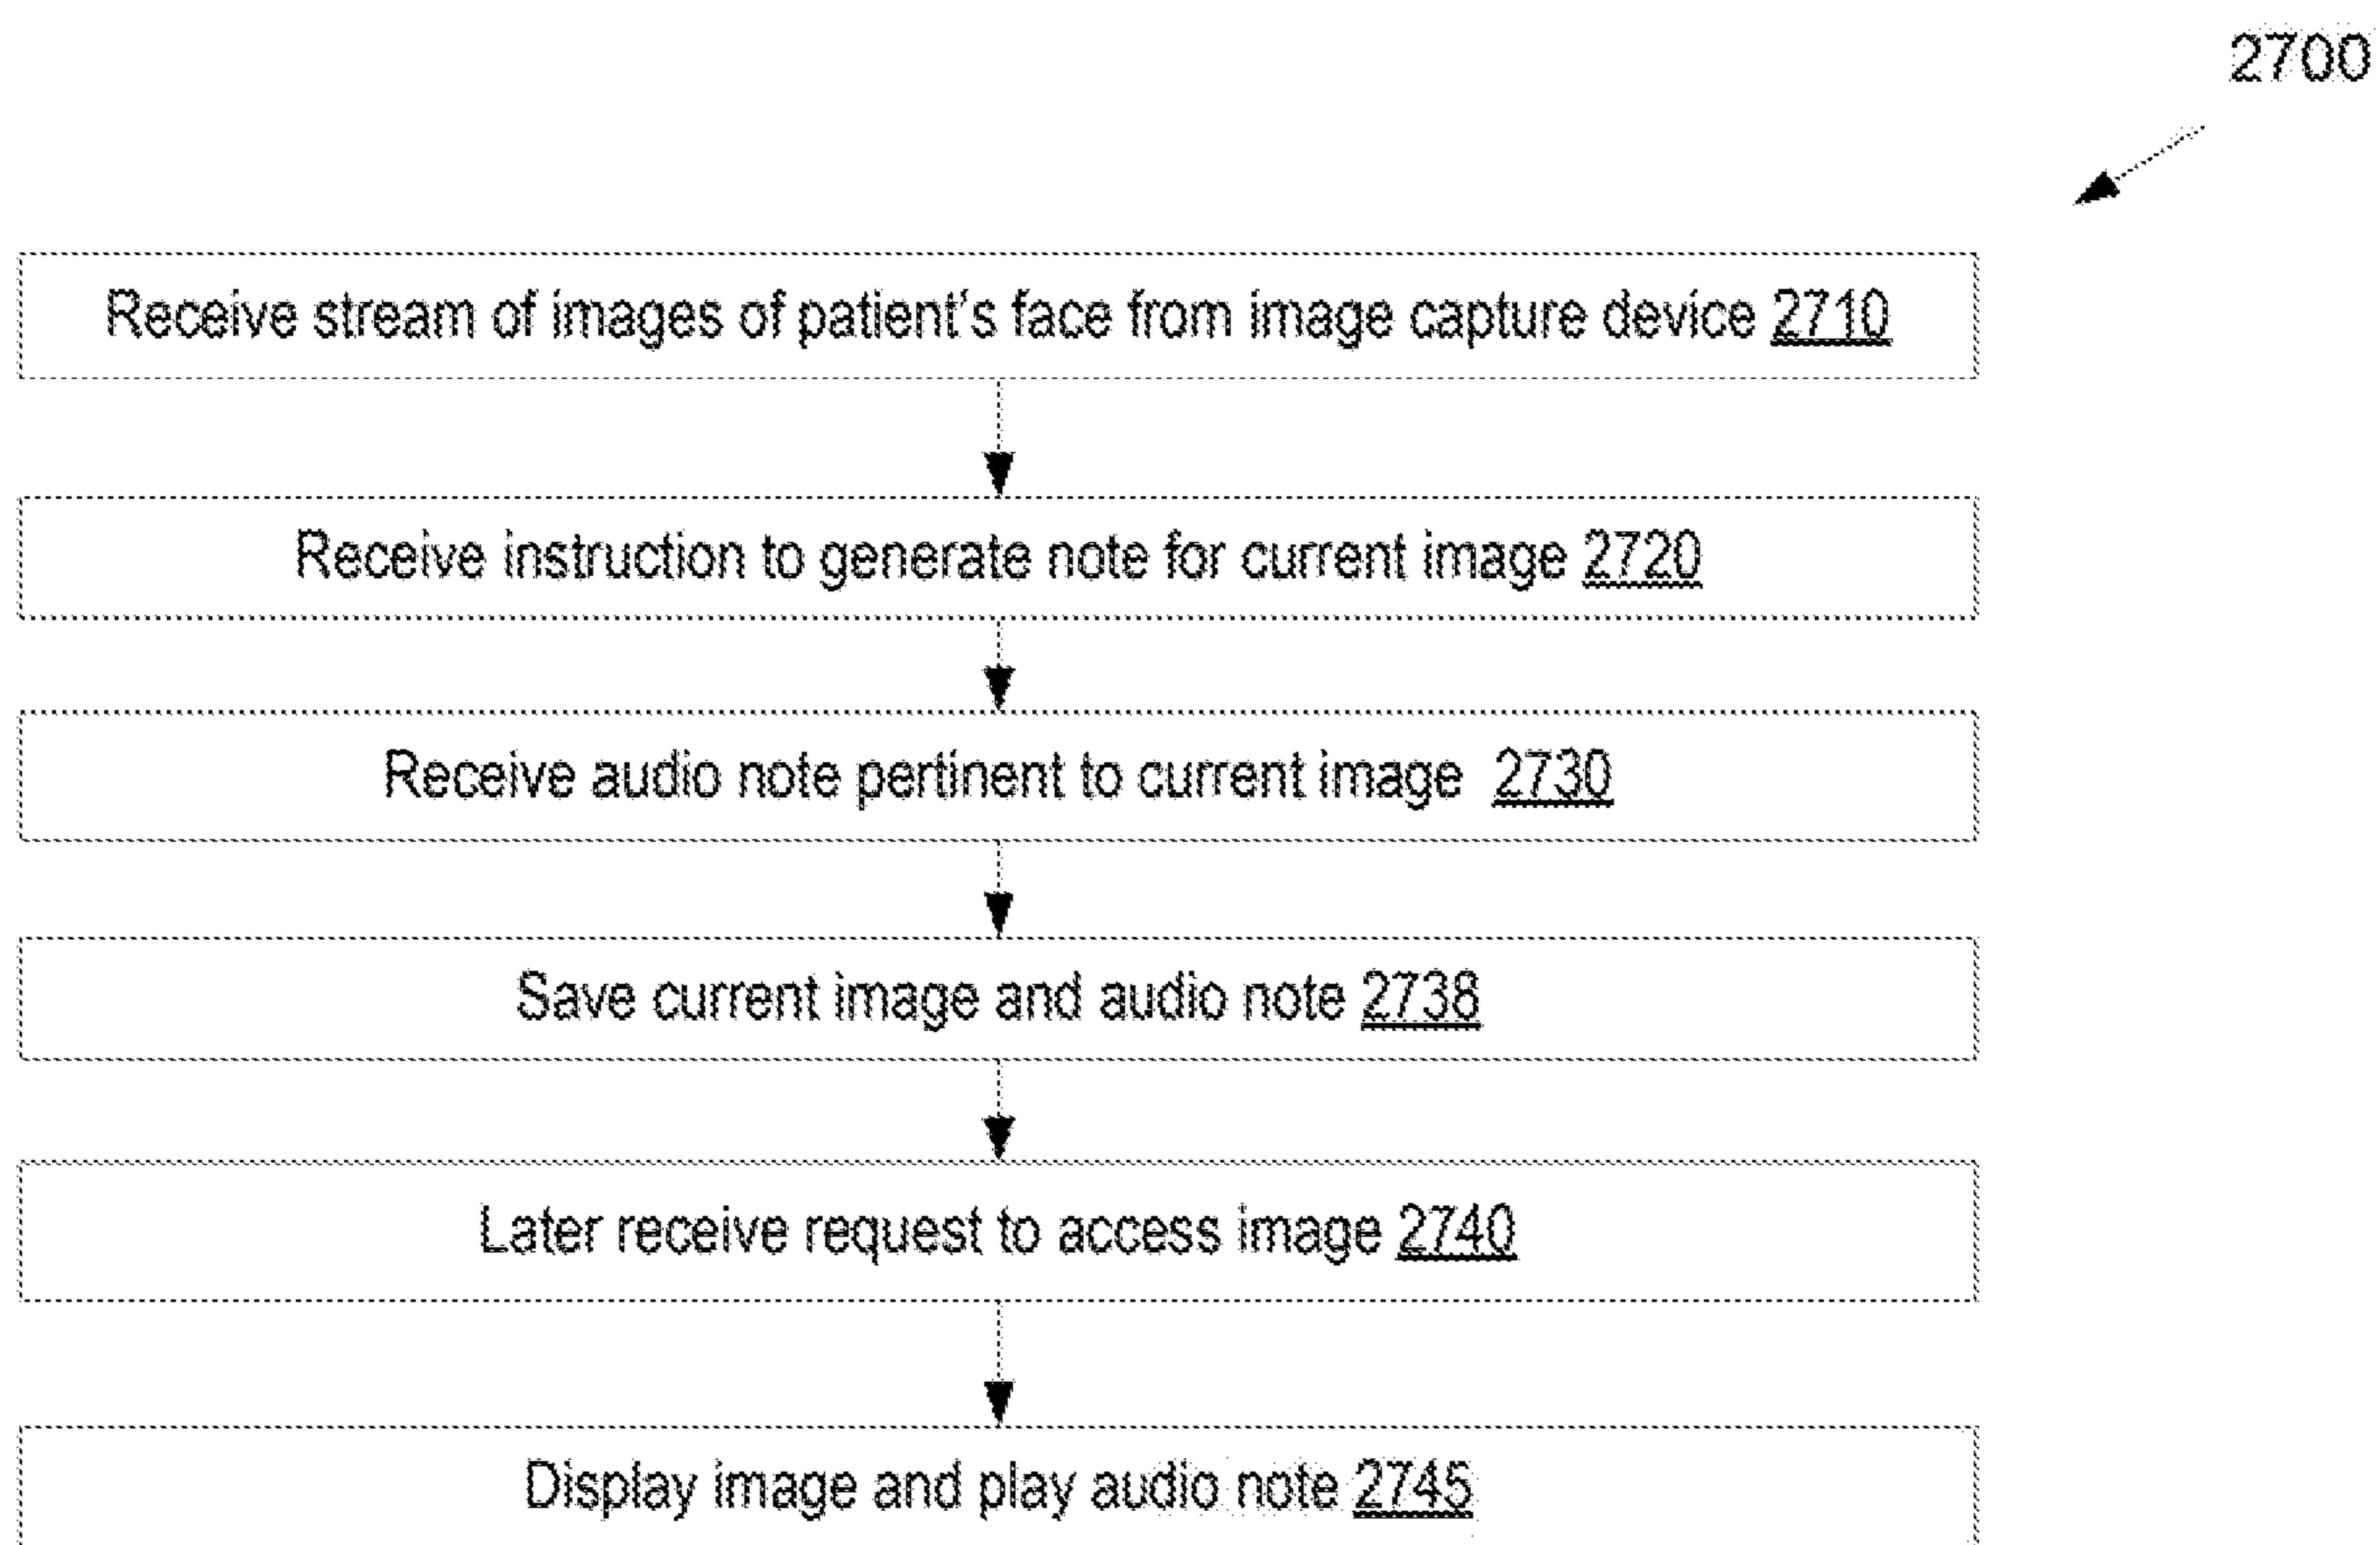 2700
Receive stream of images of patient's face from image capture device 2710
Receive instruction to generate note for current image 2720
Receive audio note pertinent to current image 2730
Save current image and audio note 2738
Later receive request to access image 2740
Display image and play audio note 2745